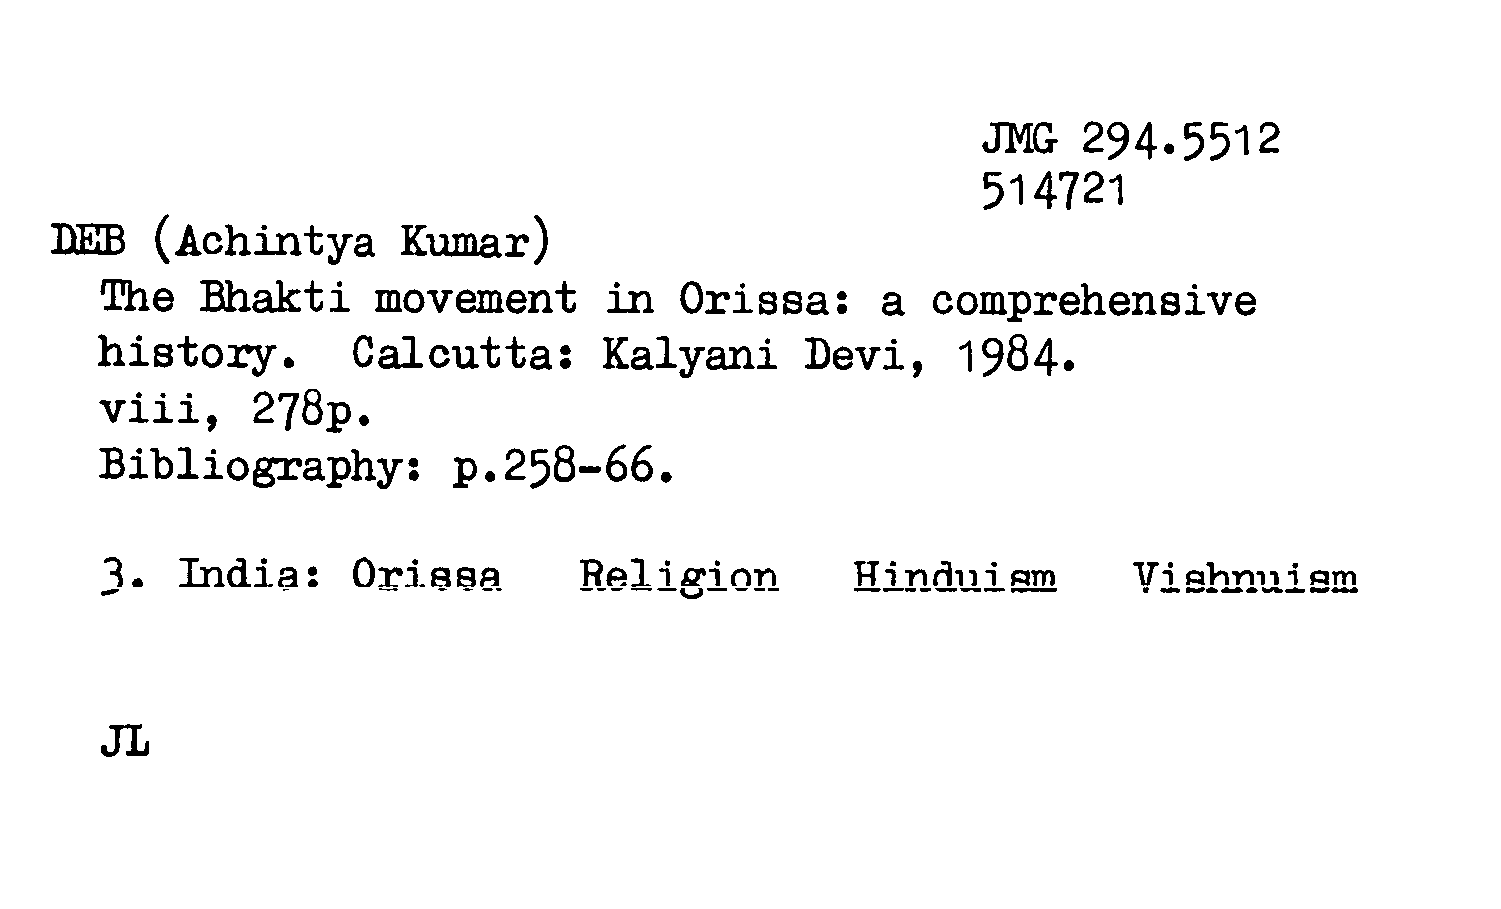 JMG 294.5512
514721
DEB (Achintya Kumar)
The Bhakti movement in Orissa: a comprehensive
history. Calcutta: Kalyani Devi, 1984.
viii, 278p.
Bibliography: p.258-66.
3. India: Orissa Religion Hinduism Vishnuism
JL